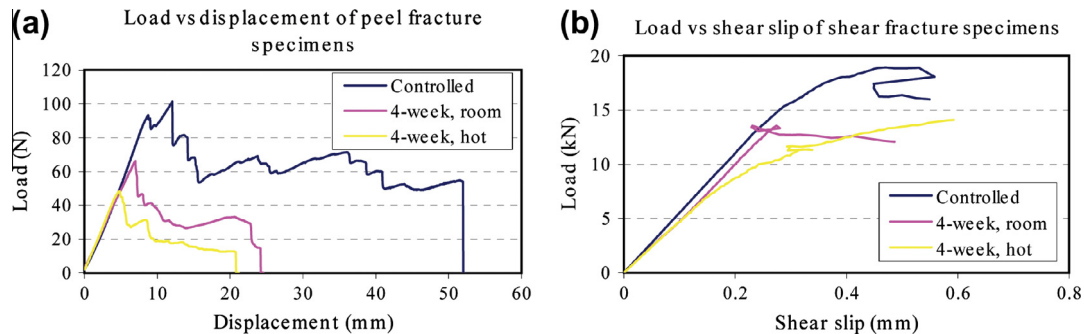 (a)
Load vs displacement of peel fracture
specimens
120
100
80
60
40
20
0
Load (N)
Controlled
4-week, room
4-week, hot
0 10 20 30 40 50 60
Displacement (mm)
(b)
Load vs shear slip of shear fracture specimens
20
15
10
5
0
Load (kN)
Controlled
4-week, room
4-week, hot
0 0.2 0.4 0.6 0.8
Shear slip (mm)